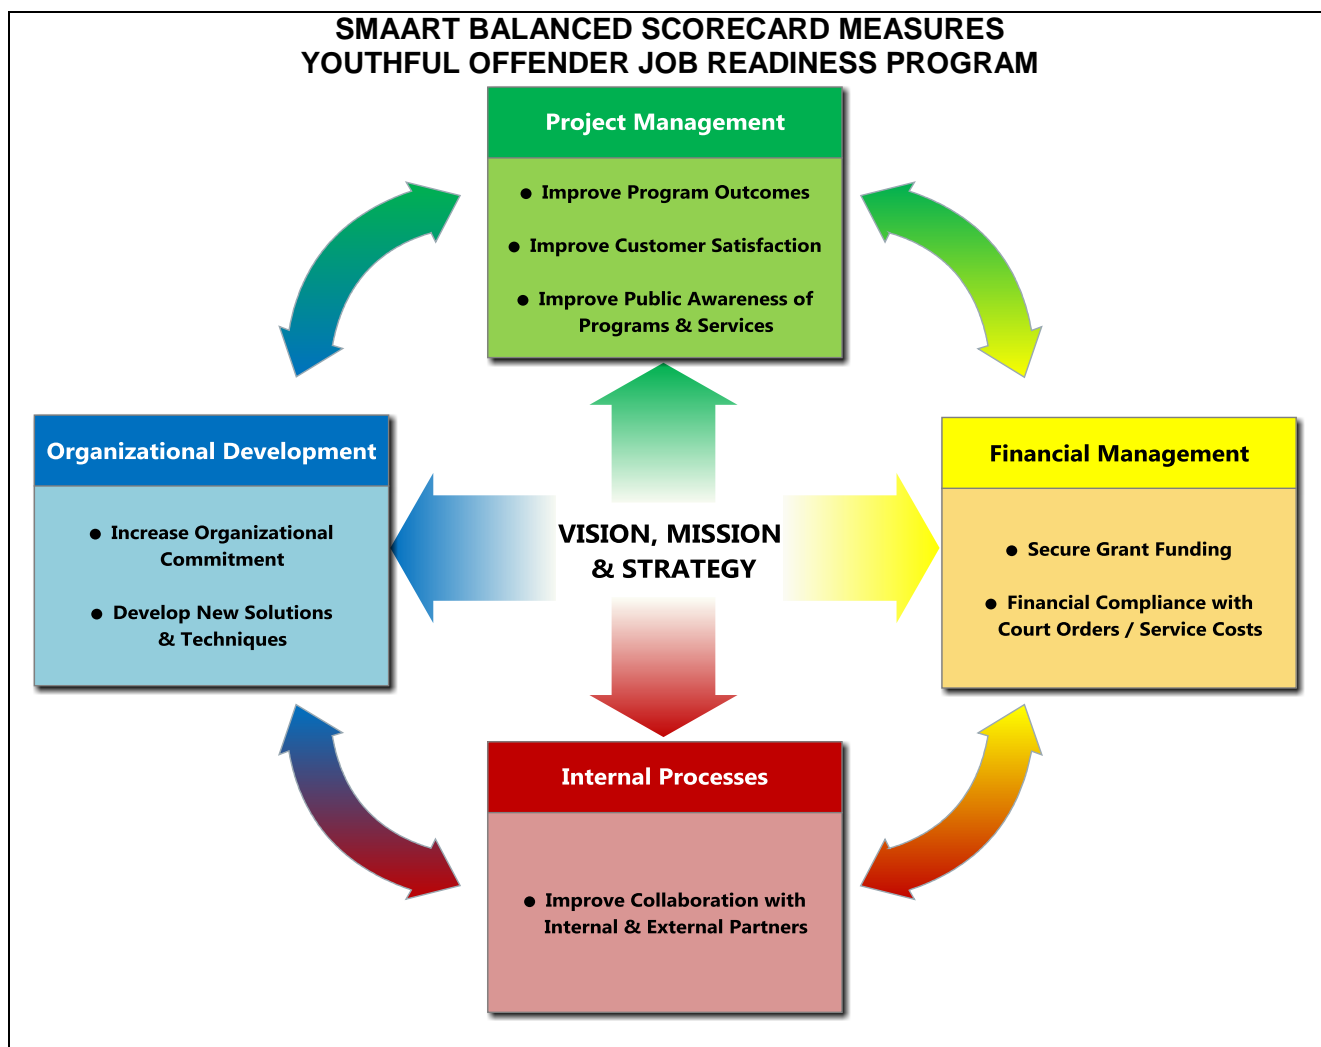 SMAART BALANCED SCORECARD MEASURES
YOUTHFUL OFFENDER JOB READINESS PROGRAM
Project Management
● Improve Program Outcomes
● Improve Customer Satisfaction
● Improve Public Awareness of
Programs & Services
Organizational Development
● Increase Organizational
Commitment
● Develop New Solutions
& Techniques
VISION, MISSION
& STRATEGY
Financial Management
● Secure Grant Funding
● Financial Compliance with
Court Orders / Service Costs
Internal Processes
● Improve Collaboration with
Internal & External Partners